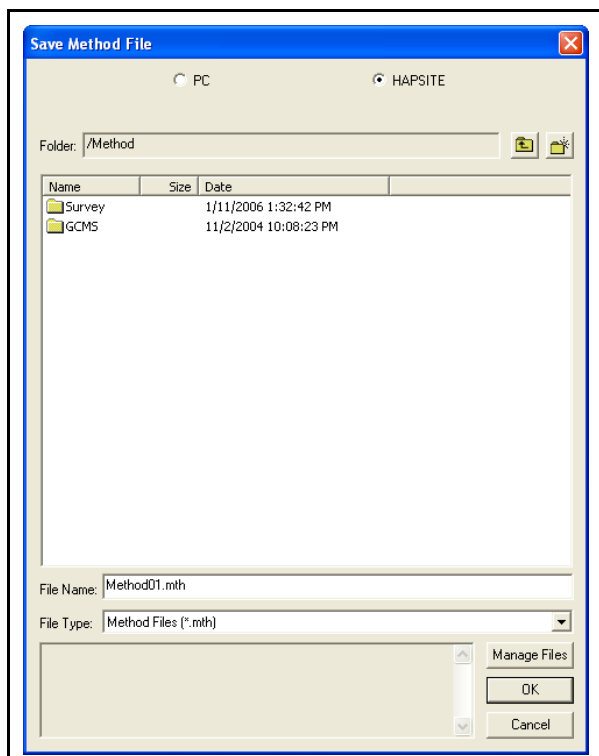 Save Method File
PC HAPSITE
Folder: /Method
Name Size Date
Survey 1/11/2006 1:32:42 PM
GCMS 11/2/2004 10:08:23 PM
File Name: Method01.mth
File Type: Method Files (*.mth)
Manage Files
OK
Cancel